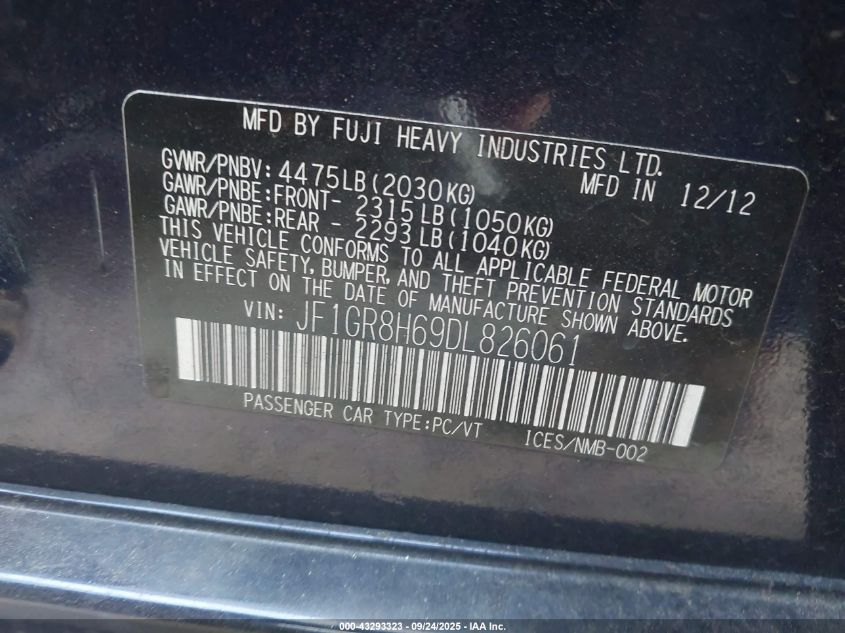 MFD BY FUJI HEAVY INDUSTRIES LTD.
GVWR/PNBV: 4475LB(2030KG) MFD IN 12/12
GAWR/PNBE:FRONT- 2315LB(1050KG)
GAWR/PNBE:REAR - 2293LB(1040KG)
THIS VEHICLE CONFORMS TO ALL APPLICABLE FEDERAL MOTOR
VEHICLE SAFETY, BUMPER, AND THEFT PREVENTION STANDARDS
IN EFFECT ON THE DATE OF MANUFACTURE SHOWN ABOVE.
VIN: JF1GR8H69DL826061
PASSENGER CAR TYPE:PC/VT ICES/NMB-002
000-43293323 - 09/24/2025 - IAA Inc.